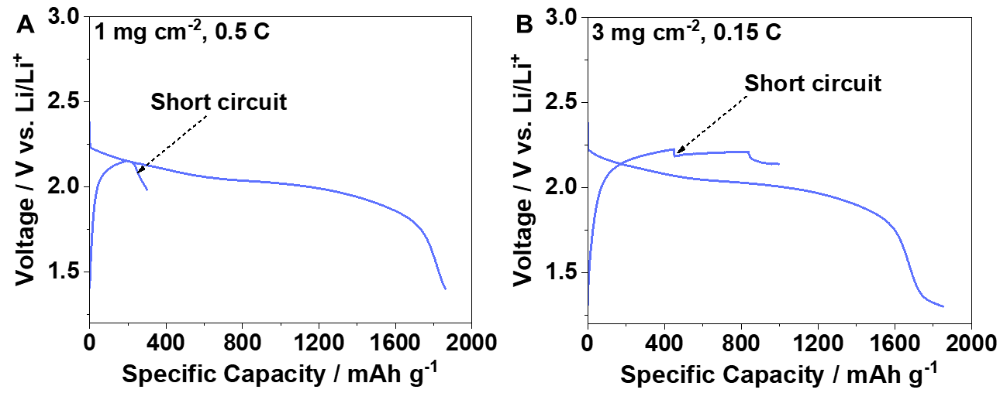 A
1 mg cm⁻², 0.5 C
Short circuit
Voltage / V vs. Li/Li⁺
3.0
2.5
2.0
1.5
0 400 800 1200 1600 2000
Specific Capacity / mAh g⁻¹
B
3 mg cm⁻², 0.15 C
Short circuit
Voltage / V vs. Li/Li⁺
3.0
2.5
2.0
1.5
0 400 800 1200 1600 2000
Specific Capacity / mAh g⁻¹